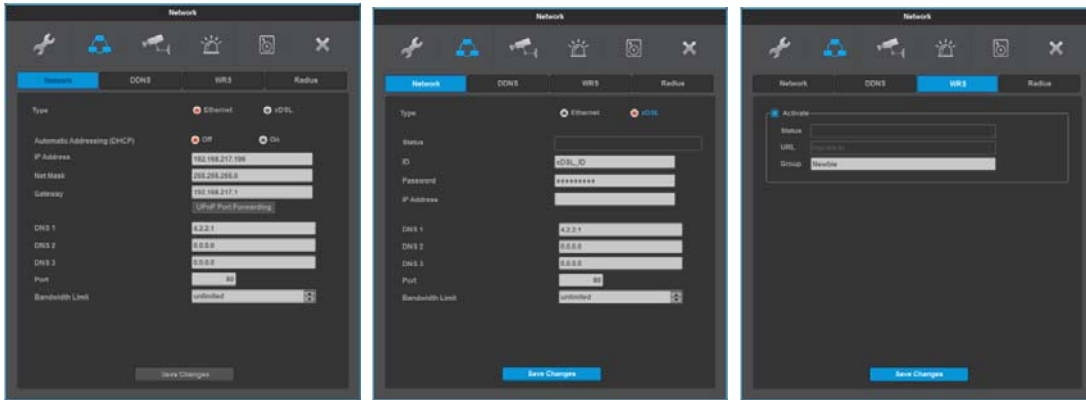 Network
Network DDNS WRS Radius
Type Ethernet xDSL
Automatic Addressing (DHCP) Off On
IP Address 192.168.217.196
Net Mask 255.255.255.0
Gateway 192.168.217.1
UPnP Port Forwarding
DNS 1 4.2.2.1
DNS 2 0.0.0.0
DNS 3 0.0.0.0
Port 80
Bandwidth Limit unlimited
Save Changes
Network
Network DDNS WRS Radius
Type Ethernet xDSL
Status
ID xDSL_ID
Password *********
IP Address
DNS 1 4.2.2.1
DNS 2 0.0.0.0
DNS 3 0.0.0.0
Port 80
Bandwidth Limit unlimited
Save Changes
Network
Network DDNS WRS Radius
Activate
Status
URL
Group Newbie
Save Changes